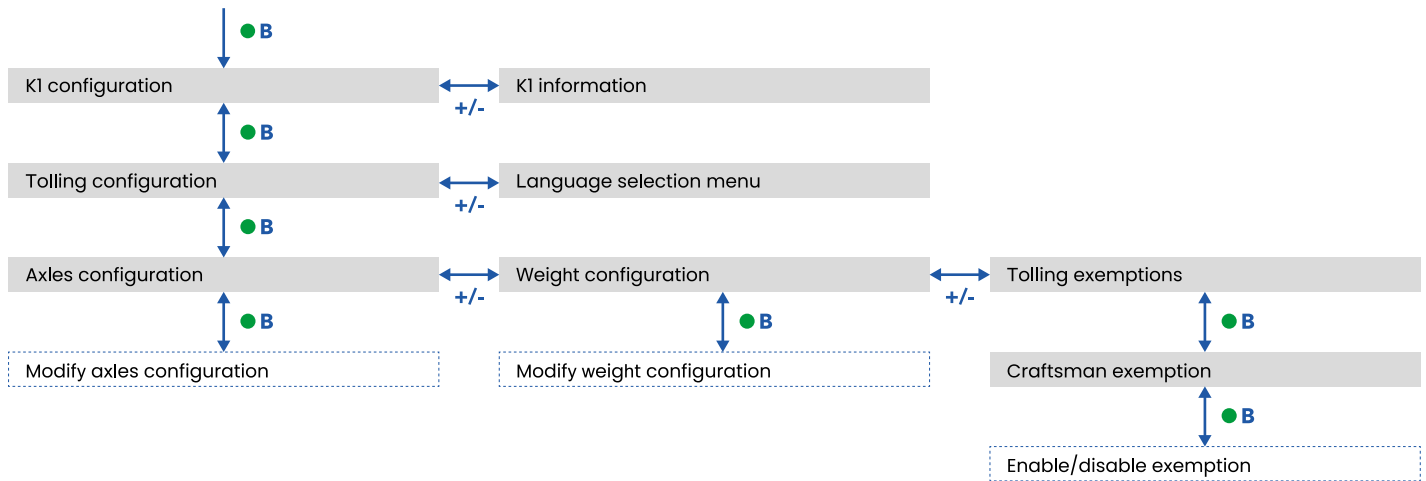 B
K1 configuration
K1 information
+/-
B
Tolling configuration
Language selection menu
+/-
B
Axles configuration
Weight configuration
Tolling exemptions
+/-
+/-
B
B
B
Modify axles configuration
Modify weight configuration
Craftsman exemption
B
Enable/disable exemption